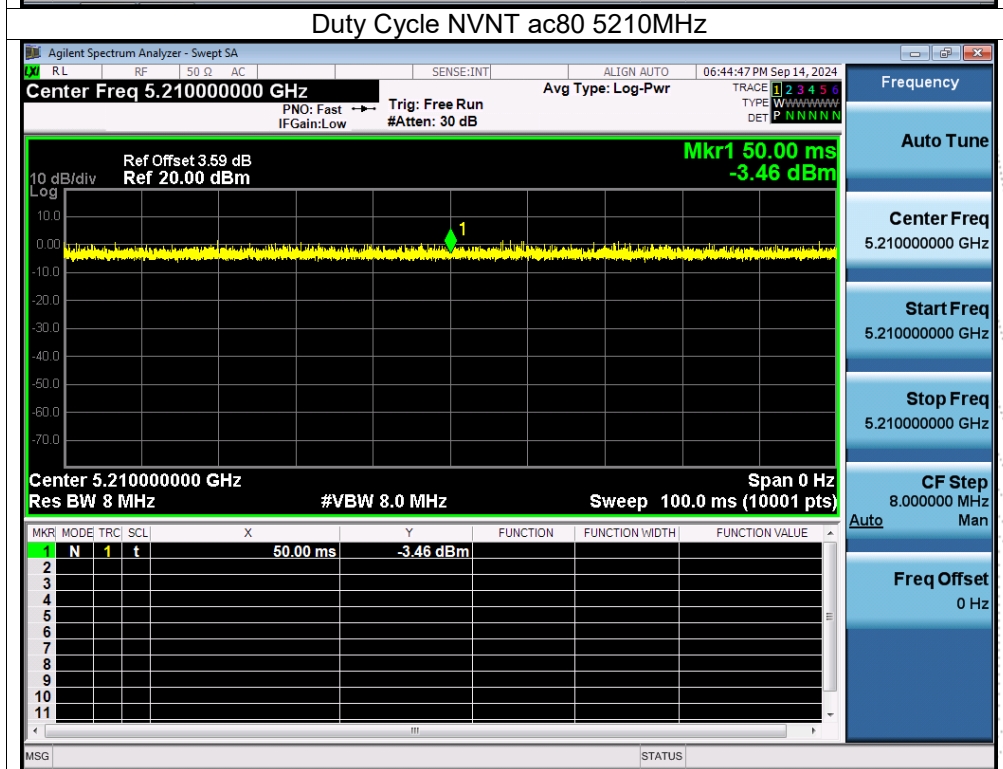 Duty Cycle NVNT ac80 5210MHz
Agilent Spectrum Analyzer - Swept SA
LXI RL RF 50 Ω AC SENSE:INT ALIGN AUTO 06:44:47 PM Sep 14, 2024
Center Freq 5.210000000 GHz
PNO: Fast
IFGain:Low
Trig: Free Run
#Atten: 30 dB
Avg Type: Log-Pwr
TRACE 1 2 3 4 5 6
TYPE WWWWWW
DET P N N N N N
Frequency
Mkr1 50.00 ms
-3.46 dBm
Ref Offset 3.59 dB
10 dB/div Ref 20.00 dBm
Log
10.0
0.00
-10.0
-20.0
-30.0
-40.0
-50.0
-60.0
-70.0
1
Center 5.210000000 GHz Span 0 Hz
Res BW 8 MHz #VBW 8.0 MHz Sweep 100.0 ms (10001 pts)
MKR MODE TRC SCL X Y FUNCTION FUNCTION WIDTH FUNCTION VALUE
1 N 1 t 50.00 ms -3.46 dBm
2
3
4
5
6
7
8
9
10
11
MSG STATUS
Auto Tune
Center Freq
5.210000000 GHz
Start Freq
5.210000000 GHz
Stop Freq
5.210000000 GHz
CF Step
8.000000 MHz
Auto Man
Freq Offset
0 Hz